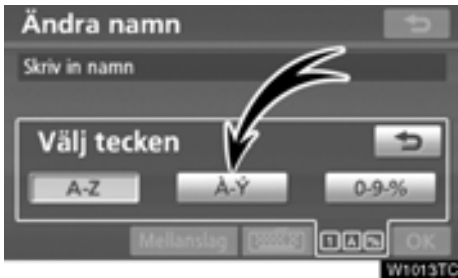 Ändra namn
Skriv in namn
Välj tecken
A-Z À-Ý 0-9-%
Mellanslag OK
W1013TC